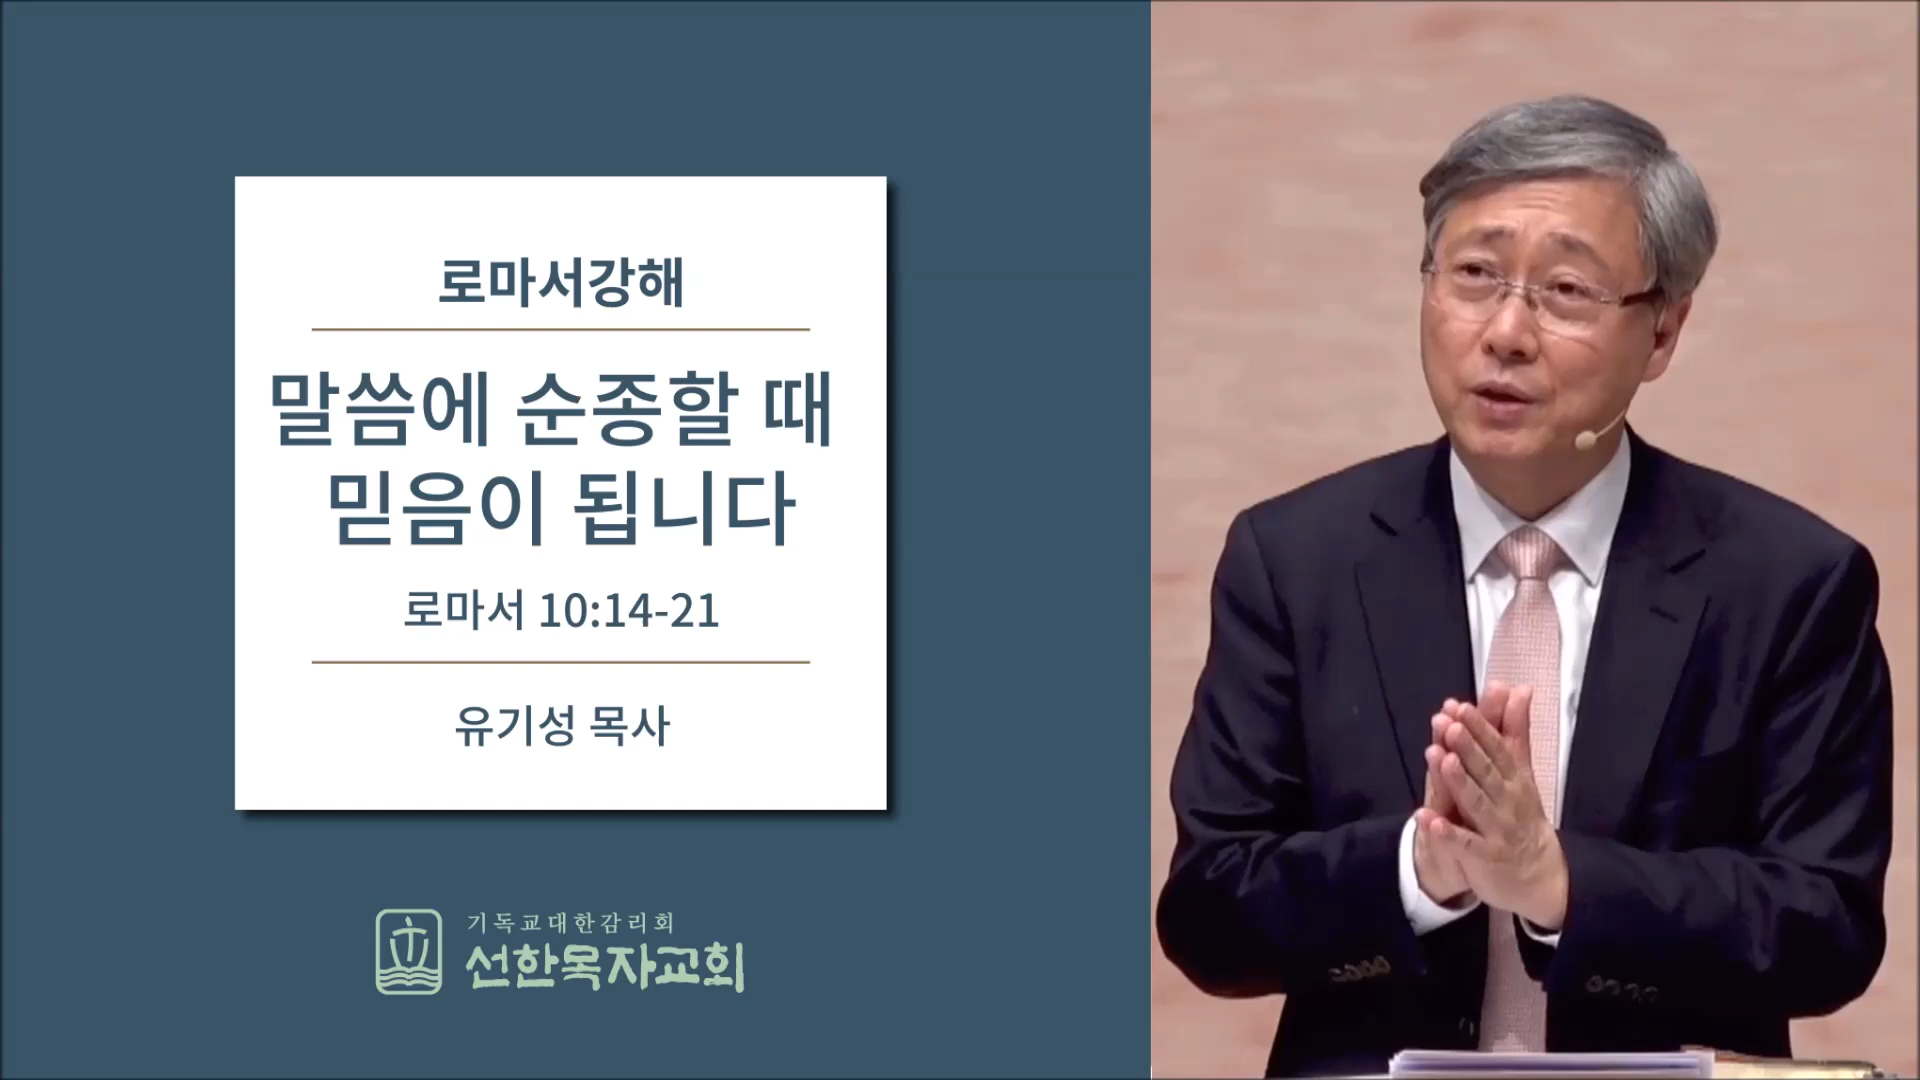 로마서강해
말씀에 순종할 때
믿음이 됩니다
로마서 10:14-21
유기성 목사
기독교대한감리회
선한목자교회